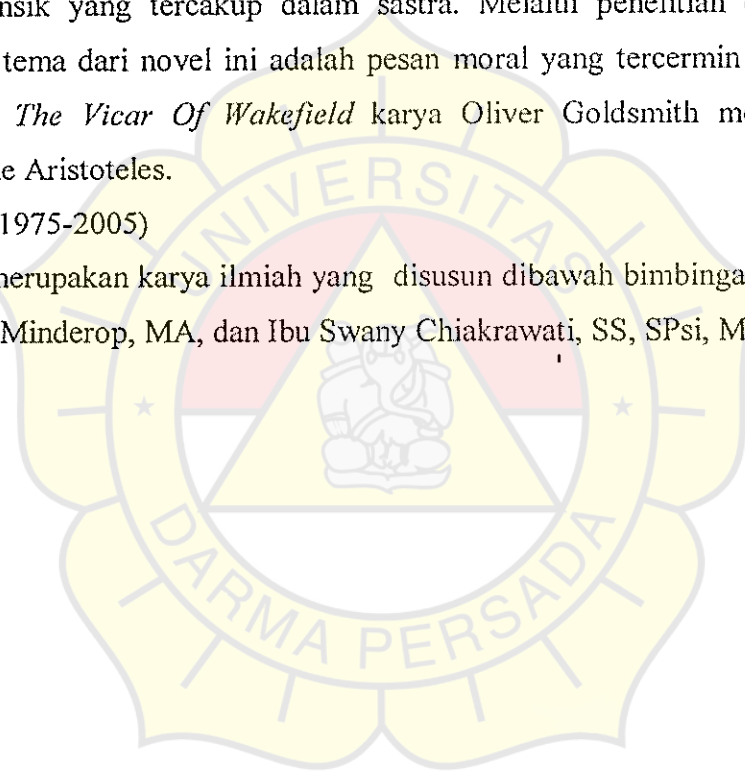 nsik yang tercakup dalam sastra. Melalui penelitian
tema dari novel ini adalah pesan moral yang tercermin
The Vicar Of Wakefield karya Oliver Goldsmith
e Aristoteles.
1975-2005)
nerupakan karya ilmiah yang disusun dibawah bimbinga
Minderop, MA, dan Ibu Swany Chiakrawati, SS, SPsi, M
UNIVERSITAS
DARMA PERSADA